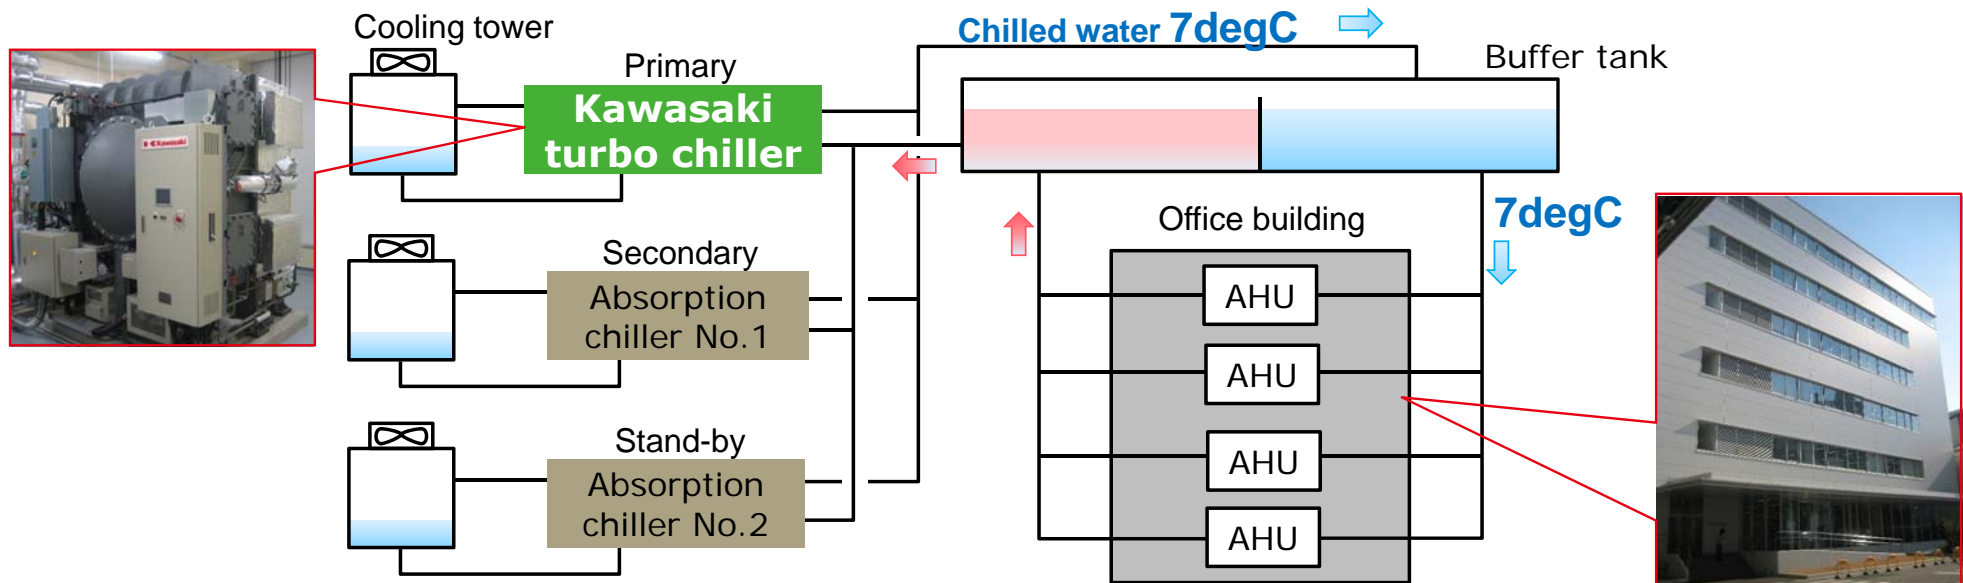 Cooling tower
Chilled water 7degC
Buffer tank
Primary
Kawasaki
turbo chiller
Kawasaki
7degC
Office building
Secondary
Absorption
chiller No.1
AHU
AHU
Stand-by
Absorption
chiller No.2
AHU
AHU